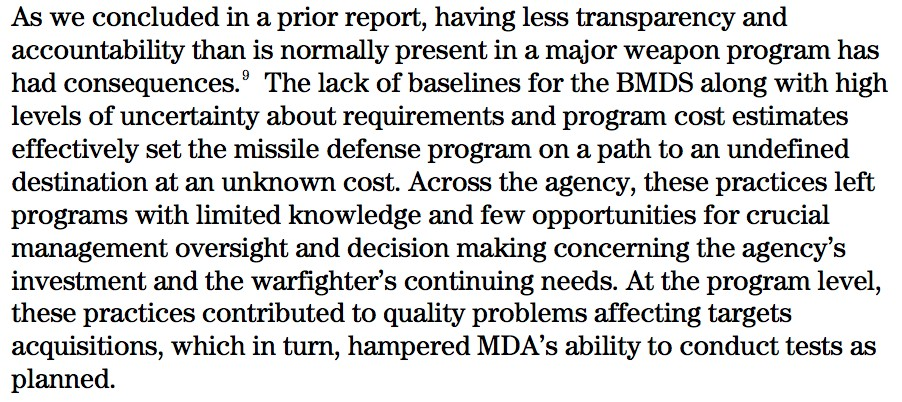 As we concluded in a prior report, having less transparency and
accountability than is normally present in a major weapon program has
had consequences.⁹ The lack of baselines for the BMDS along with high
levels of uncertainty about requirements and program cost estimates
effectively set the missile defense program on a path to an undefined
destination at an unknown cost. Across the agency, these practices left
programs with limited knowledge and few opportunities for crucial
management oversight and decision making concerning the agency’s
investment and the warfighter’s continuing needs. At the program level,
these practices contributed to quality problems affecting targets
acquisitions, which in turn, hampered MDA’s ability to conduct tests as
planned.